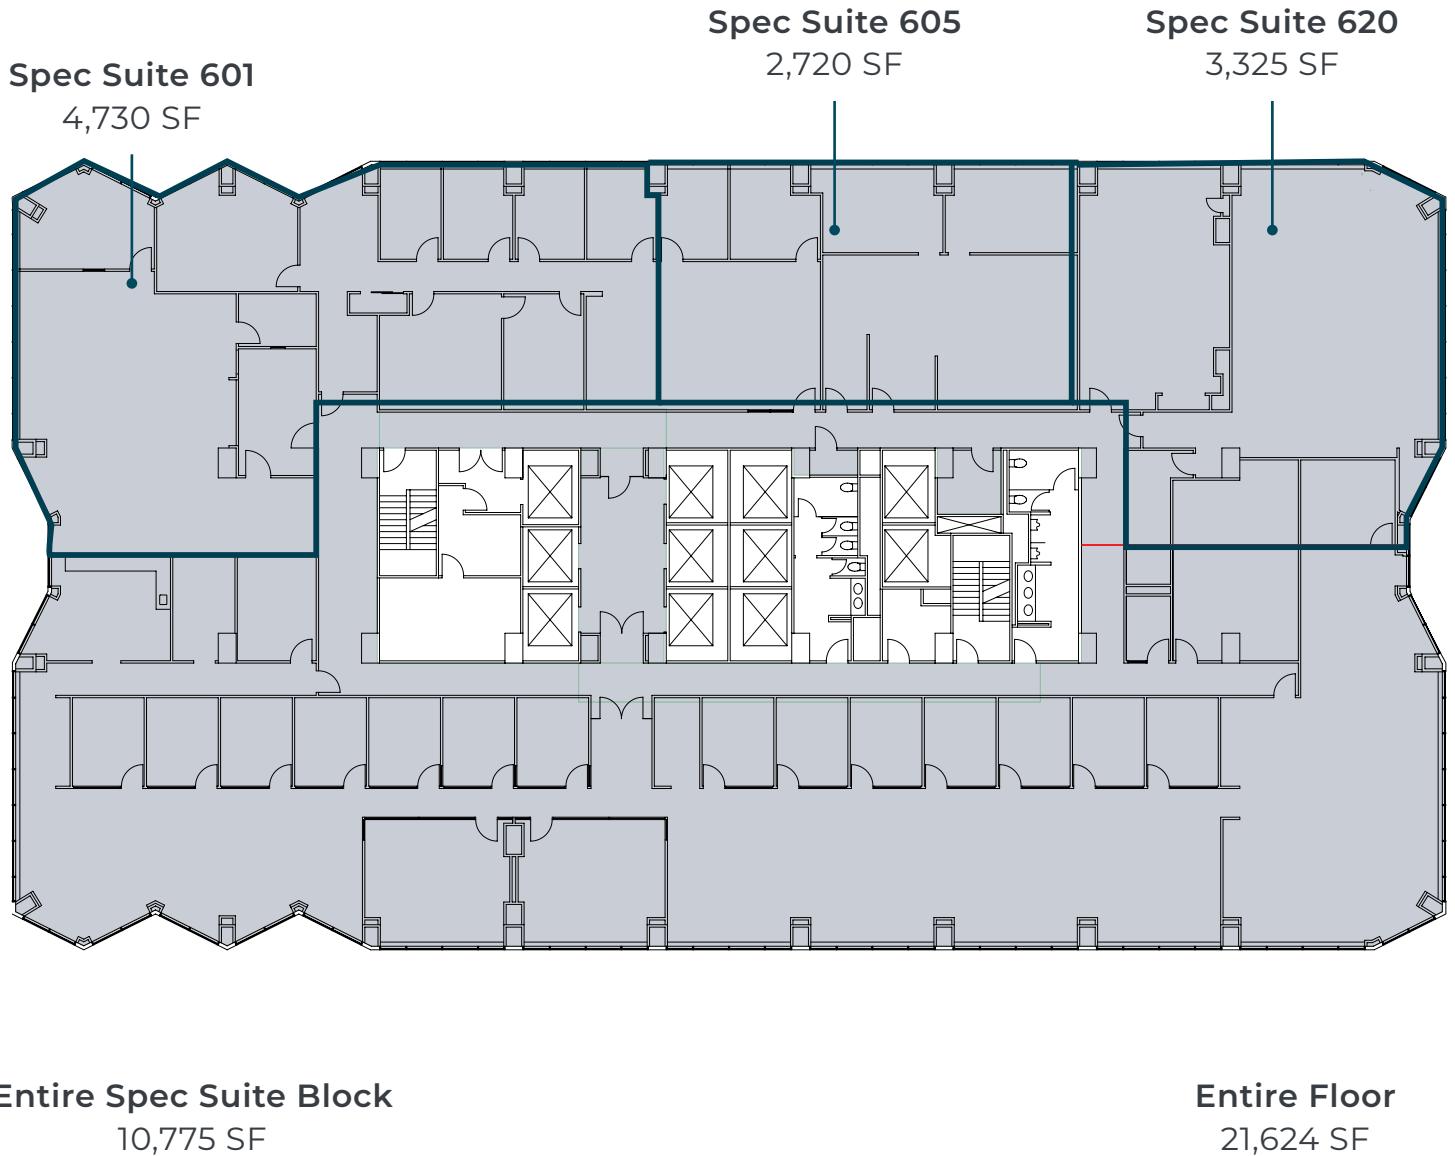 Spec Suite 601
4,730 SF
Spec Suite 605
2,720 SF
Spec Suite 620
3,325 SF
Entire Spec Suite Block
10,775 SF
Entire Floor
21,624 SF